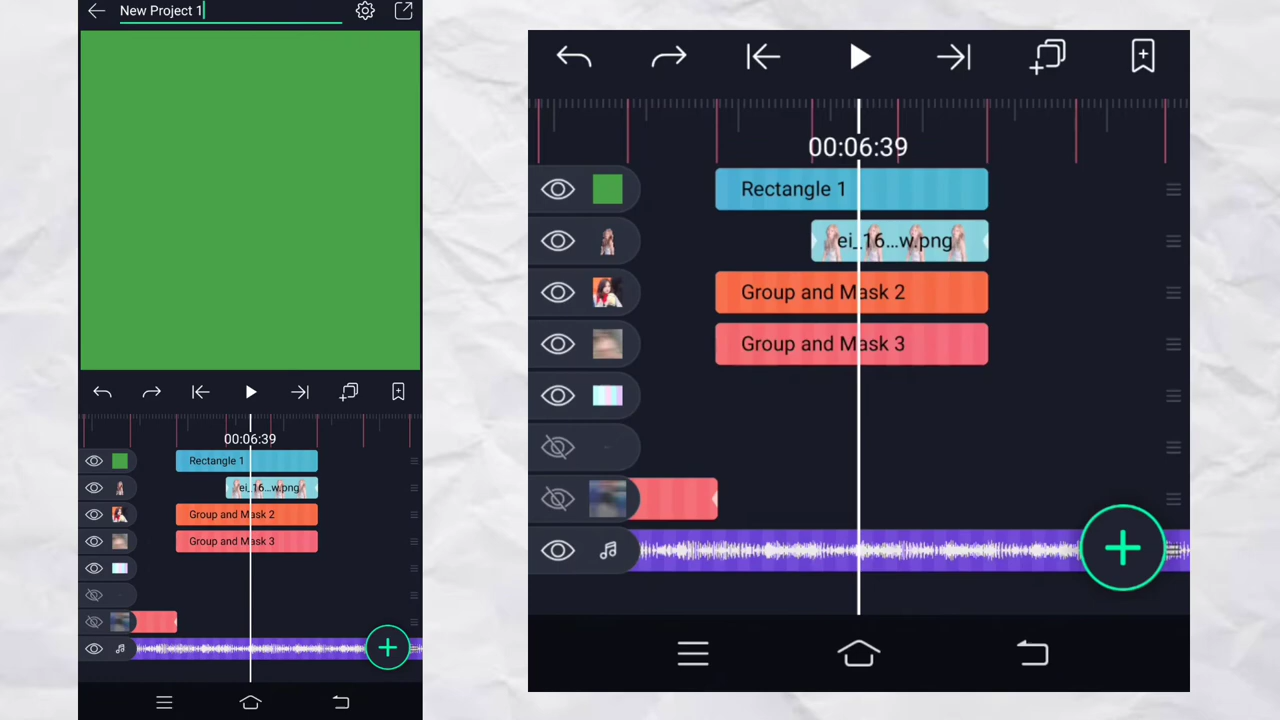 New Project 1
00:06:39
Rectangle 1
ei_16...w.png
Group and Mask 2
Group and Mask 3
00:06:39
Rectangle 1
ei_16...w.png
Group and Mask 2
Group and Mask 3